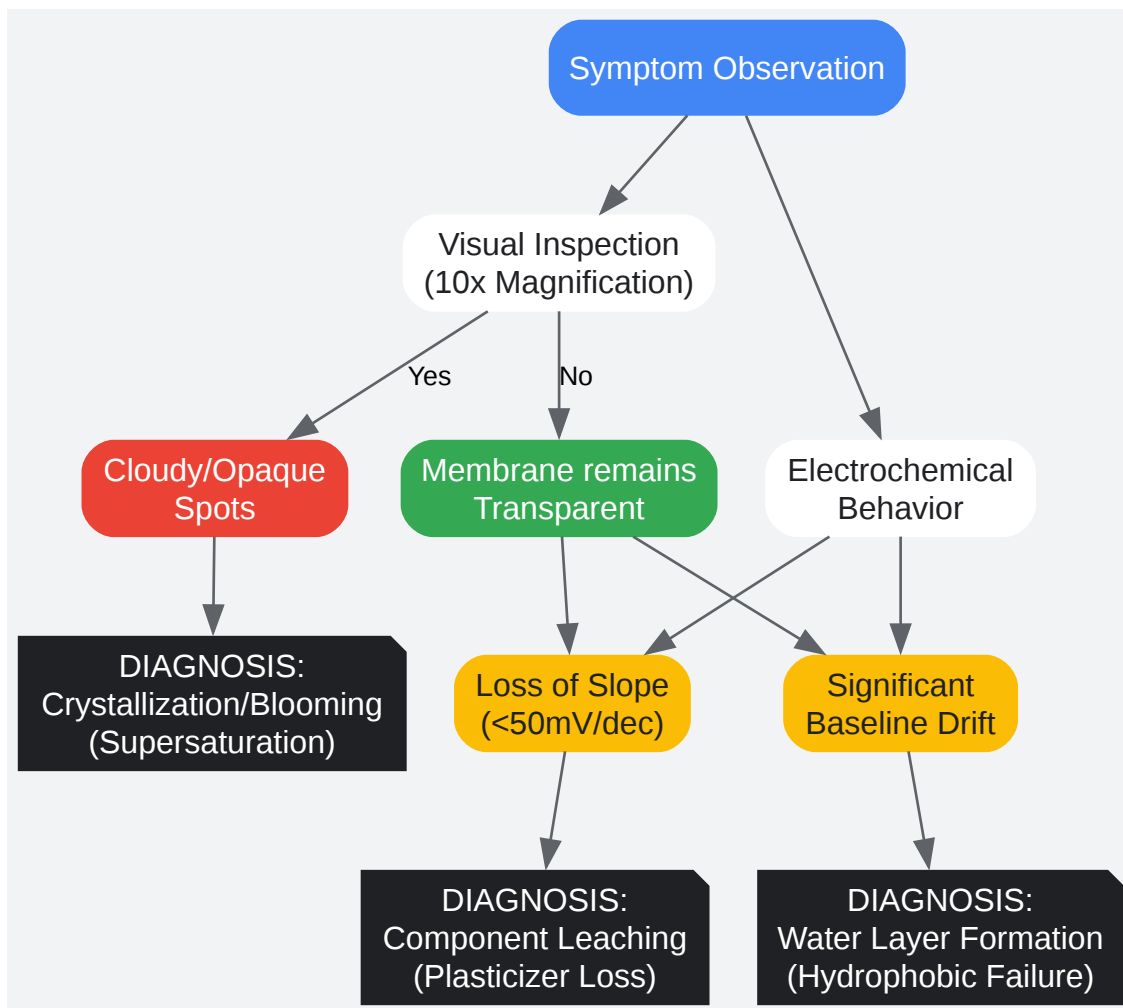 Symptom Observation
Visual Inspection
(10x Magnification)
Yes
No
Cloudy/Opaque
Spots
Membrane remains
Transparent
Electrochemical
Behavior
DIAGNOSIS:
Crystallization/Blooming
(Supersaturation)
Loss of Slope
(<50mV/dec)
Significant
Baseline Drift
DIAGNOSIS:
Component Leaching
(Plasticizer Loss)
DIAGNOSIS:
Water Layer Formation
(Hydrophobic Failure)